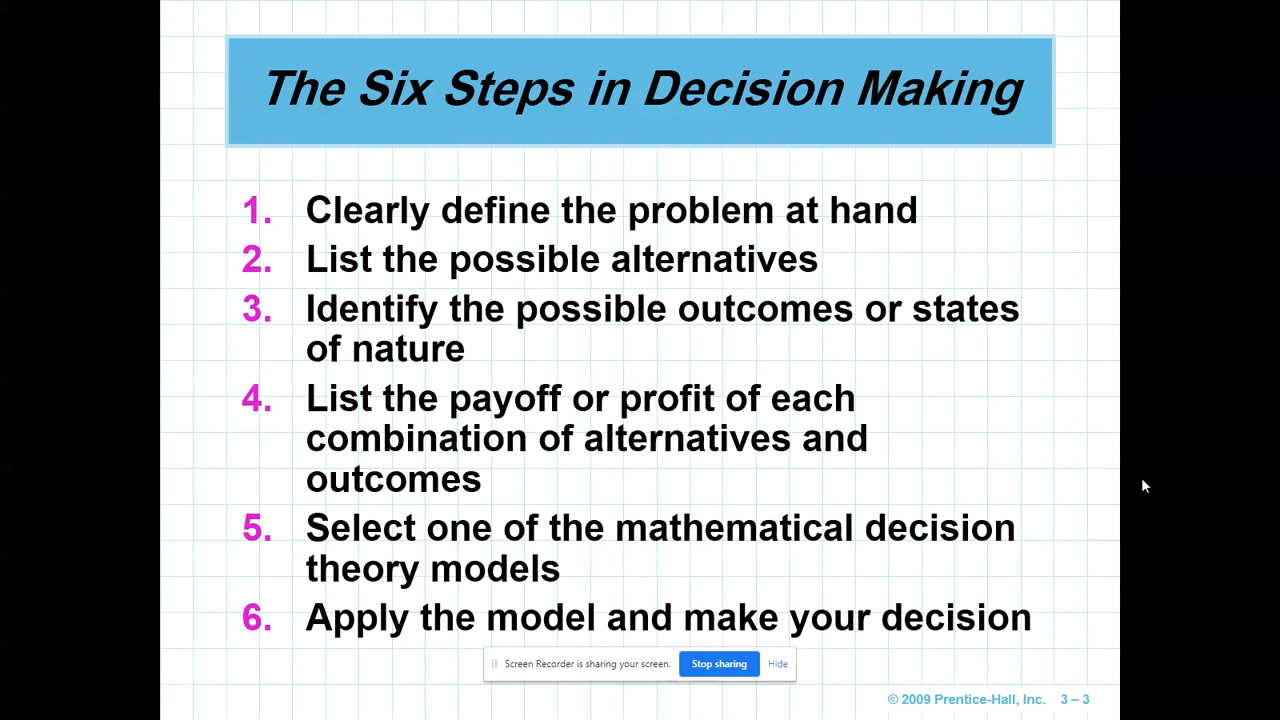 The Six Steps in Decision Making
1. Clearly define the problem at hand
2. List the possible alternatives
3. Identify the possible outcomes or states
of nature
4. List the payoff or profit of each
combination of alternatives and
outcomes
5. Select one of the mathematical decision
theory models
6. Apply the model and make your decision
Screen Recorder is sharing your screen. Stop sharing Hide
© 2009 Prentice-Hall, Inc. 3 – 3